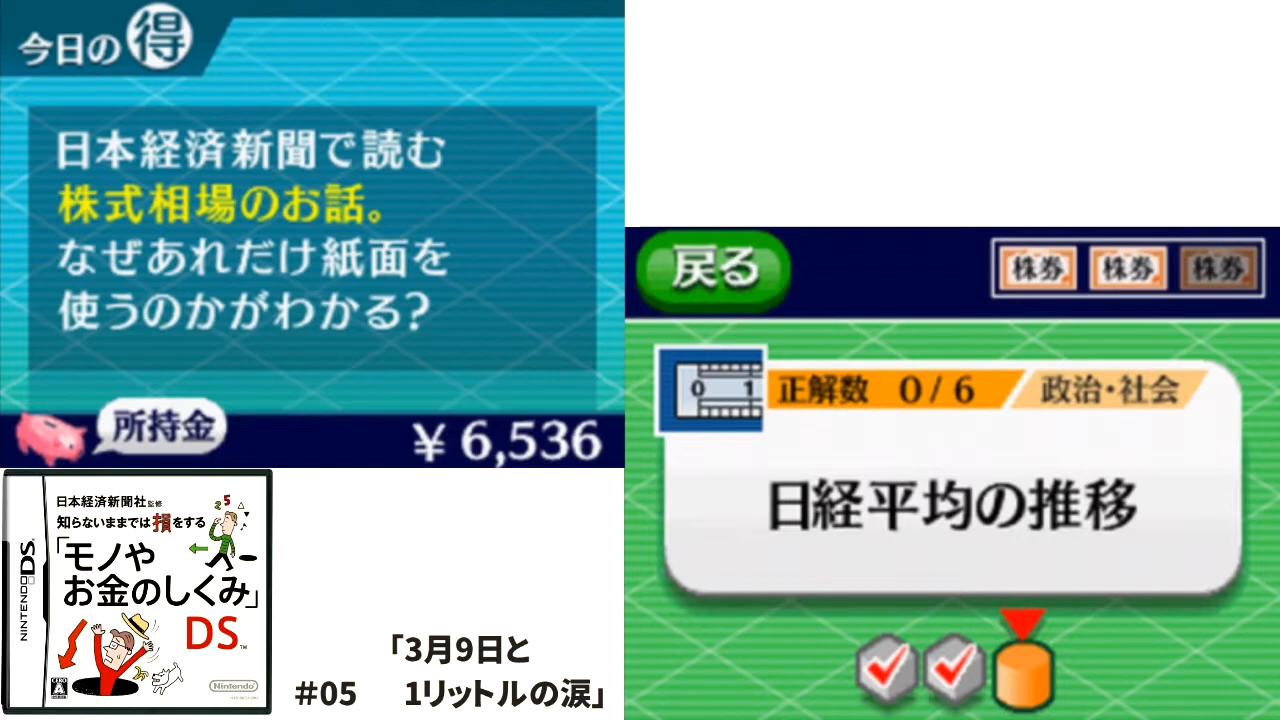 今日の得
日本経済新聞で読む
株式相場のお話。
なぜあれだけ紙面を
使うのかがわかる?
所持金
¥6,536
戻る
株券 株券 株券
0 1
正解数 0/6 政治・社会
日経平均の推移
NINTENDO DS
日本経済新聞社監修
知らないままでは損をする
「モノや
お金のしくみ」
DS™
2 5
CERO
A
Nintendo
「3月9日と
#05 1リットルの涙」